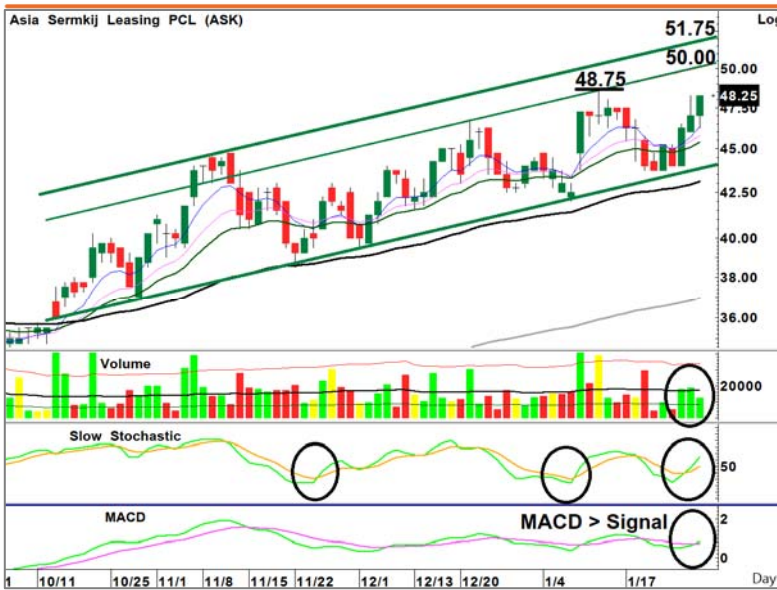 Asia Sermkij Leasing PCL (ASK)
Log
51.75
50.00
48.75
50.00
48.25
47.50
45.00
42.50
40.00
38.00
36.00
Volume
20000
Slow Stochastic
50
MACD
MACD > Signal
2
0
1 10/11 10/25 11/1 11/8 11/15 11/22 12/1 12/13 12/20 1/4 1/17 Day